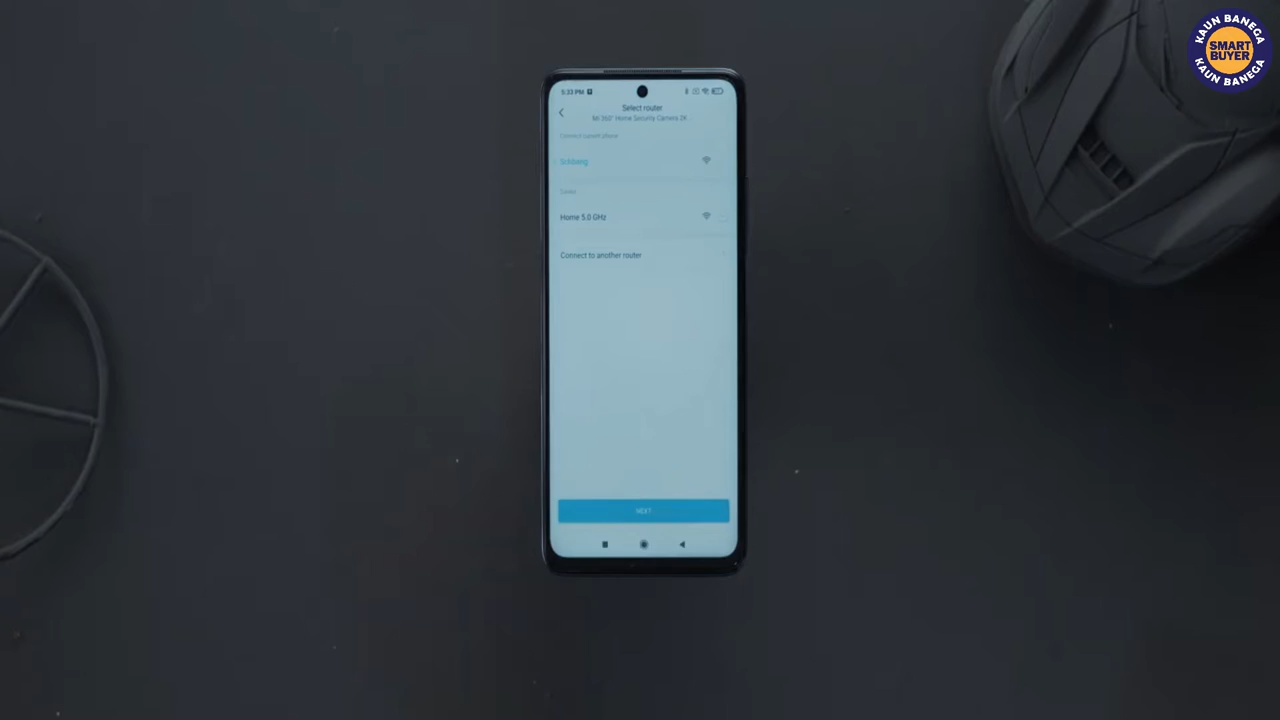 KAUN BANEGA
SMART
BUYER
KAUN BANEGA
5:33 PM
Select router
Mi 360° Home Security Camera 2K
Home 5.0 GHz
Connect to another router
NEXT